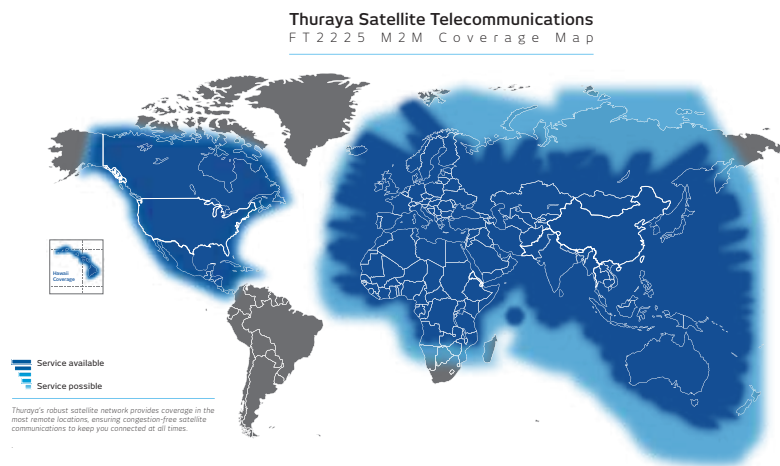 Thuraya Satellite Telecommunications
FT2225 M2M Coverage Map
Hawaii
Coverage
Service available
Service possible
Thuraya's robust satellite network provides coverage in the
most remote locations, ensuring congestion-free satellite
communications to keep you connected at all times.